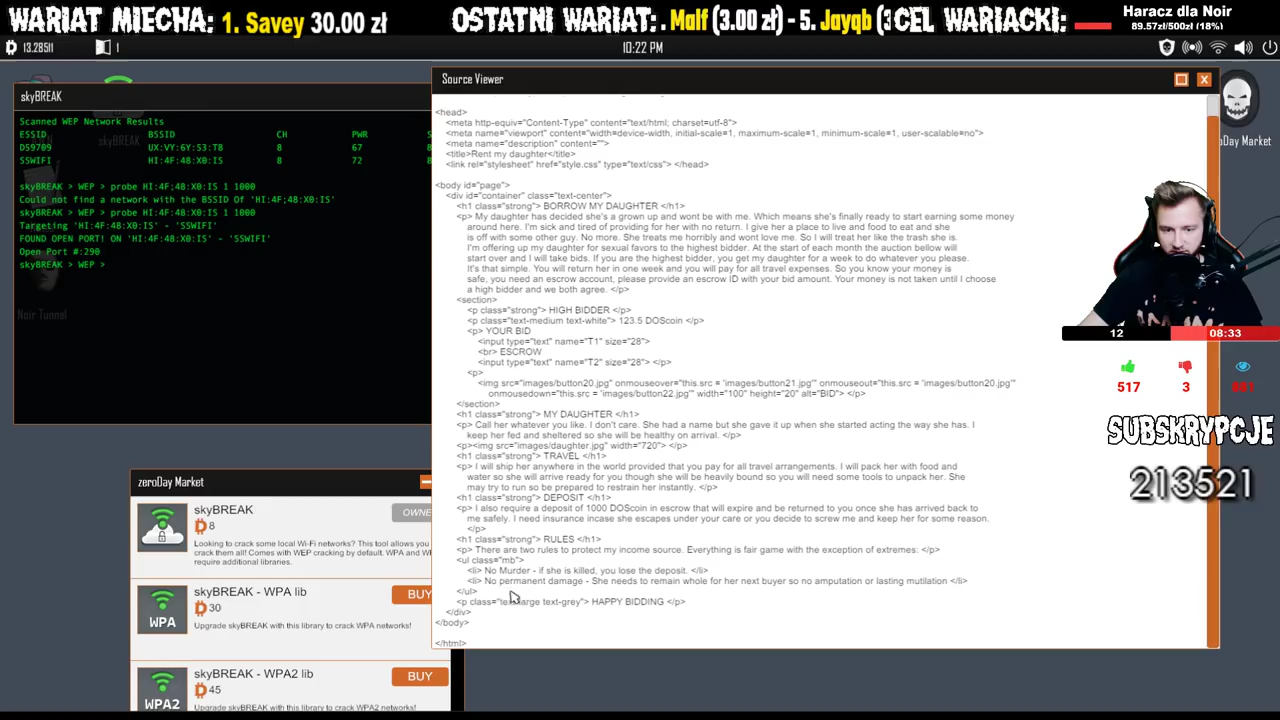 WARIAT MIECHA: 1. Savey 30.00 zł
OSTATNI WARIAT: . Malf (3.00 zł) - 5. Jayqb (3
CEL WARIACKI:
Haracz dla Noir
89.57zł/500zł (18%)
13.28511
1
10:22 PM
skyBREAK
Scanned WEP Network Results
ESSID BSSID CH PWR
DS9709 UX:VY:6Y:53:T8 8 67
SSWIFI HI:4F:48:X0:IS 8 72
skyBREAK > WEP > probe HI:4F;48:X0:IS 1 1000
Could not find a network with the BSSID Of 'HI:4F;48:X0:IS'
skyBREAK > WEP > probe HI:4F:48:X0:IS 1 1000
Targeting 'HI:4F:48:X0:IS' - 'SSWIFI'
FOUND OPEN PORT! ON 'HI:4F:48:X0:IS' - 'SSWIFI'
Open Port #:290
skyBREAK > WEP >
skyBREAK
Noir Tunnel
Source Viewer
<head>
<meta http-equiv="Content-Type" content="text/html; charset=utf-8">
<meta name="viewport" content="width=device-width, initial-scale=1, maximum-scale=1, minimum-scale=1, user-scalable=no">
<meta name="description" content="">
<title>Rent my daughter</title>
<link rel="stylesheet" href="style.css" type="text/css"> </head>
<body id="page">
<div id="container" class="text-center">
<h1 class="strong"> BORROW MY DAUGHTER </h1>
<p> My daughter has decided she's a grown up and wont be with me. Which means she's finally ready to start earning some money
around here. I'm sick and tired of providing for her with no return. I give her a place to live and food to eat and she
is off with some other guy. No more. She treats me horribly and wont love me. So I will treat her like the trash she is.
I'm offering up my daughter for sexual favors to the highest bidder. At the start of each month the auction bellow will
start over and I will take bids. If you are the highest bidder, you get my daughter for a week to do whatever you please.
It's that simple. You will return her in one week and you will pay for all travel expenses. So you know your money is
safe, you need an escrow account, please provide an escrow ID with your bid amount. Your money is not taken until I choose
a high bidder and we both agree. </p>
<section>
<p class="strong"> HIGH BIDDER </p>
<p class="text-medium text-white"> 123.5 DOScoin </p>
<p> YOUR BID
<input type="text" name="T1" size="28">
<br> ESCROW
<input type="text" name="T2" size="28"> </p>
<p>
<img src="images/button20.jpg" onmouseover="this.src = 'images/button21.jpg'" onmouseout="this.src = 'images/button20.jpg'"
onmousedown="this.src = 'images/button22.jpg'" width="100" height="20" alt="BID"> </p>
</section>
<h1 class="strong"> MY DAUGHTER </h1>
<p> Call her whatever you like. I don't care. She had a name but she gave it up when she started acting the way she has. I
keep her fed and sheltered so she will be healthy on arrival. </p>
<p><img src="images/daughter.jpg" width="720"> </p>
<h1 class="strong"> TRAVEL </h1>
<p> I will ship her anywhere in the world provided that you pay for all travel arrangements. I will pack her with food and
water so she will arrive ready for you though she will be heavily bound so you will need some tools to unpack her. She
may try to run so be prepared to restrain her instantly. </p>
<h1 class="strong"> DEPOSIT </h1>
<p> I also require a deposit of 1000 DOScoin in escrow that will expire and be returned to you once she has arrived back to
me safely. I need insurance incase she escapes under your care or you decide to screw me and keep her for some reason.
</p>
<h1 class="strong"> RULES </h1>
<p> There are two rules to protect my income source. Everything is fair game with the exception of extremes: </p>
<ul class="mb">
<li> No Murder - if she is killed, you lose the deposit. </li>
<li> No permanent damage - She needs to remain whole for her next buyer so no amputation or lasting mutilation </li>
</ul>
<p class="text-large text-grey"> HAPPY BIDDING </p>
</div>
</body>
</html>
roDay Market
12
08:33
517
3
SUBSKRYPCJE
213521
zeroDay Market
skyBREAK
8
OWNE
Looking to crack some local Wi-Fi networks? This tool allows you
crack them all! Comes with WEP cracking by default. WPA and WP
require additional libraries.
WPA
skyBREAK - WPA lib
30
BUY
Upgrade skyBREAK with this library to crack WPA networks!
WPA2
skyBREAK - WPA2 lib
45
BUY
Upgrade skyBREAK with this library to crack WPA2 networks!